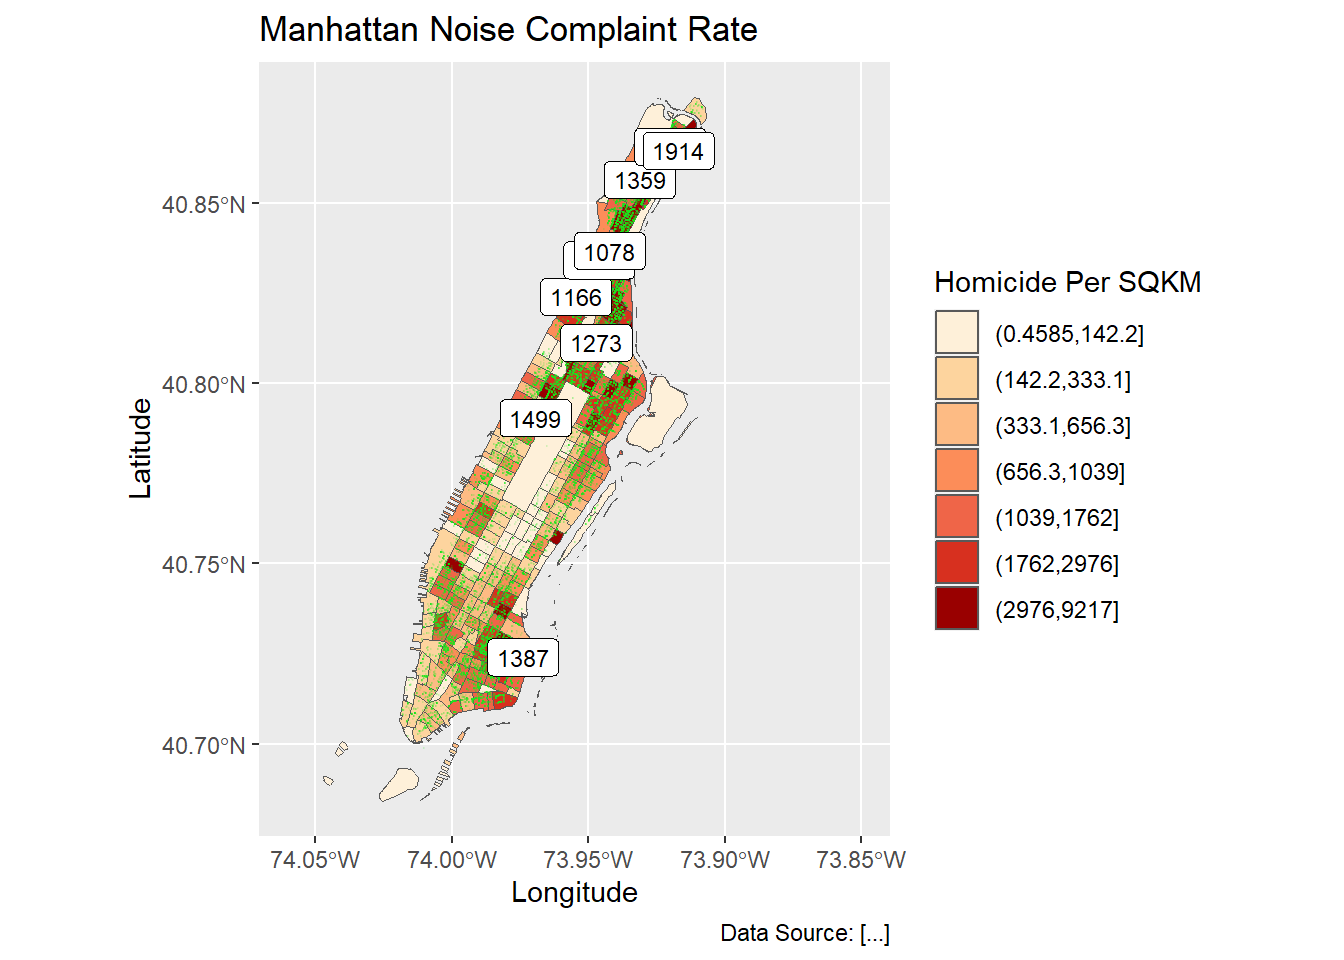 Manhattan Noise Complaint Rate
1914
1359
1078
1166
1273
1499
1387
40.85°N
40.80°N
40.75°N
40.70°N
74.05°W 74.00°W 73.95°W 73.90°W 73.85°W
Latitude
Longitude
Homicide Per SQKM
(0.4585,142.2]
(142.2,333.1]
(333.1,656.3]
(656.3,1039]
(1039,1762]
(1762,2976]
(2976,9217]
Data Source: [...]